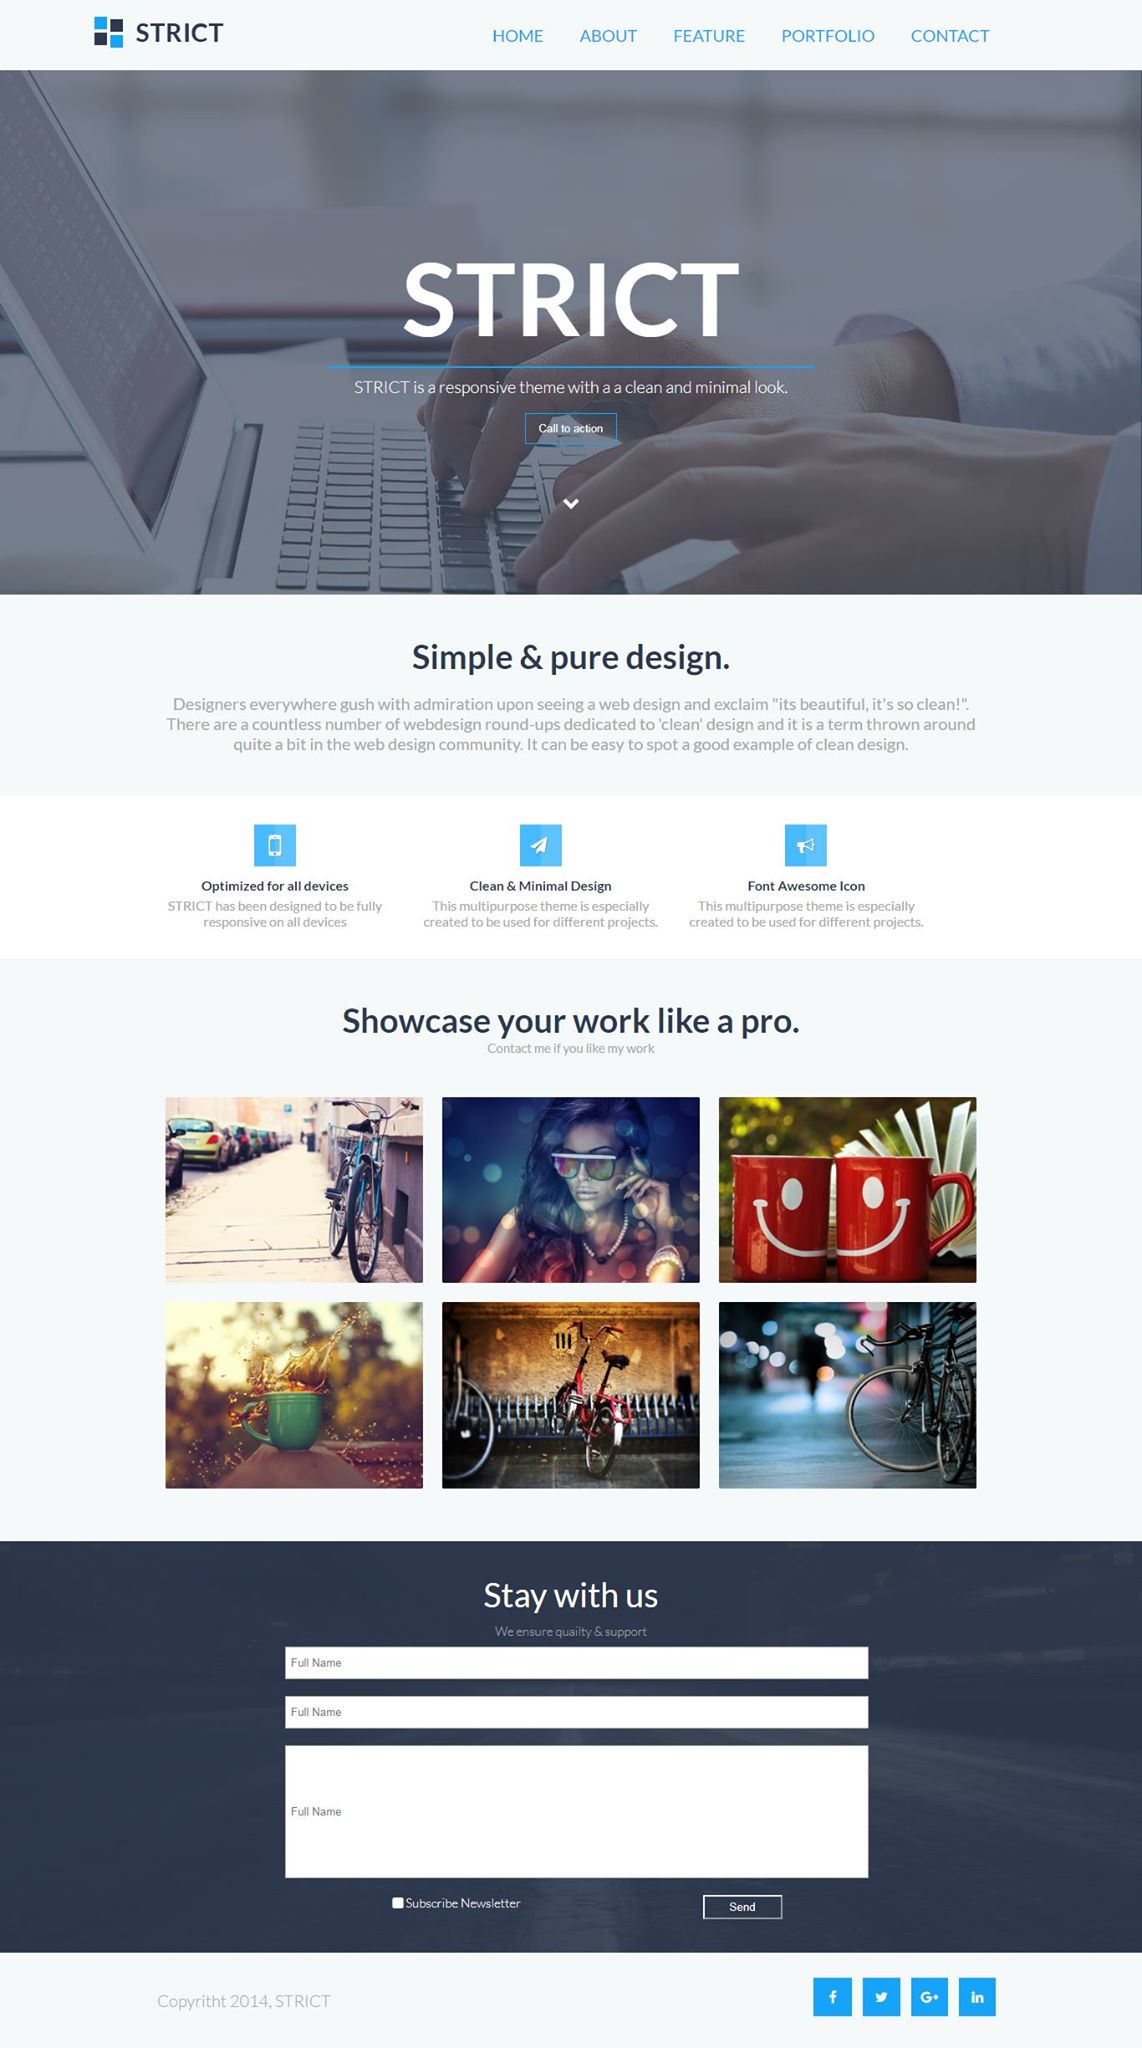 STRICT
HOME ABOUT FEATURE PORTFOLIO CONTACT
STRICT
STRICT is a responsive theme with a a clean and minimal look.
Call to action
Simple & pure design.
Designers everywhere gush with admiration upon seeing a web design and exclaim "its beautiful, it's so clean!".
There are a countless number of webdesign round-ups dedicated to 'clean' design and it is a term thrown around
quite a bit in the web design community. It can be easy to spot a good example of clean design.
Optimized for all devices
STRICT has been designed to be fully
responsive on all devices
Clean & Minimal Design
This multipurpose theme is especially
created to be used for different projects.
Font Awesome Icon
This multipurpose theme is especially
created to be used for different projects.
Showcase your work like a pro.
Contact me if you like my work
Stay with us
We ensure quailty & support
Full Name
Full Name
Full Name
Subscribe Newsletter
Send
Copyritht 2014, STRICT